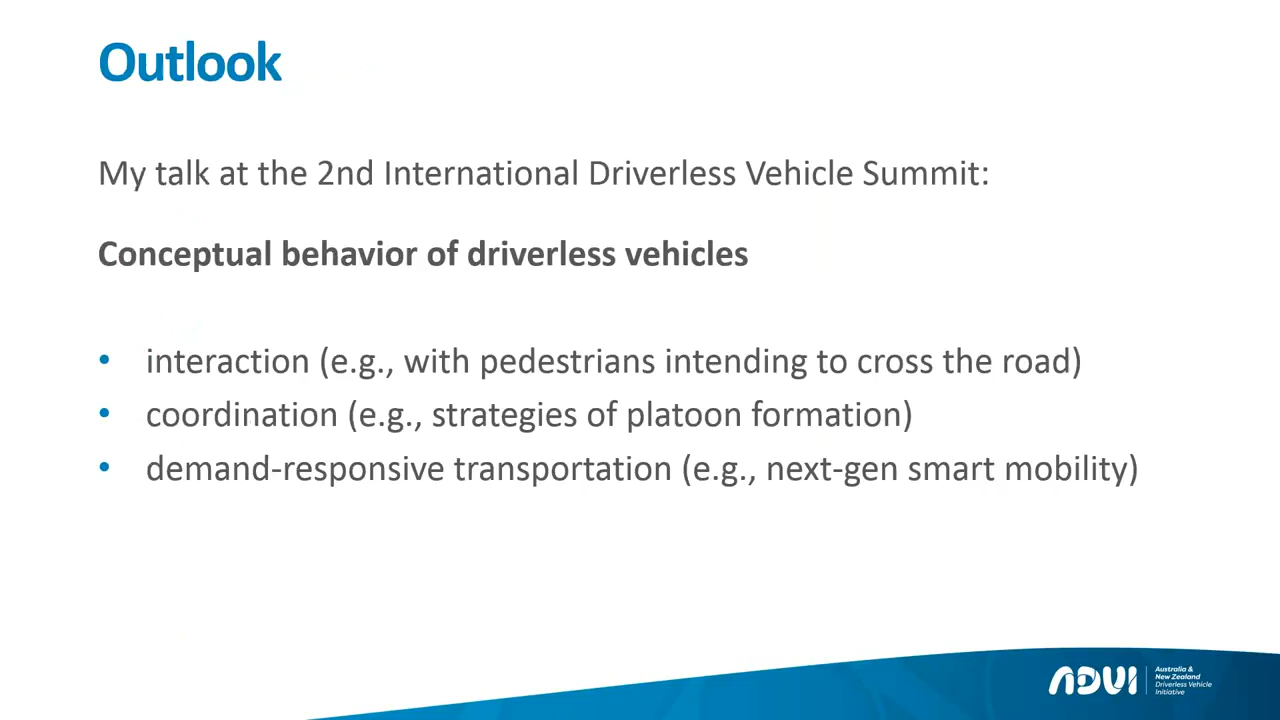 Outlook
My talk at the 2nd International Driverless Vehicle Summit:
Conceptual behavior of driverless vehicles
• interaction (e.g., with pedestrians intending to cross the road)
• coordination (e.g., strategies of platoon formation)
• demand-responsive transportation (e.g., next-gen smart mobility)
ADVI
Australia &
New Zealand
Driverless Vehicle
Initiative